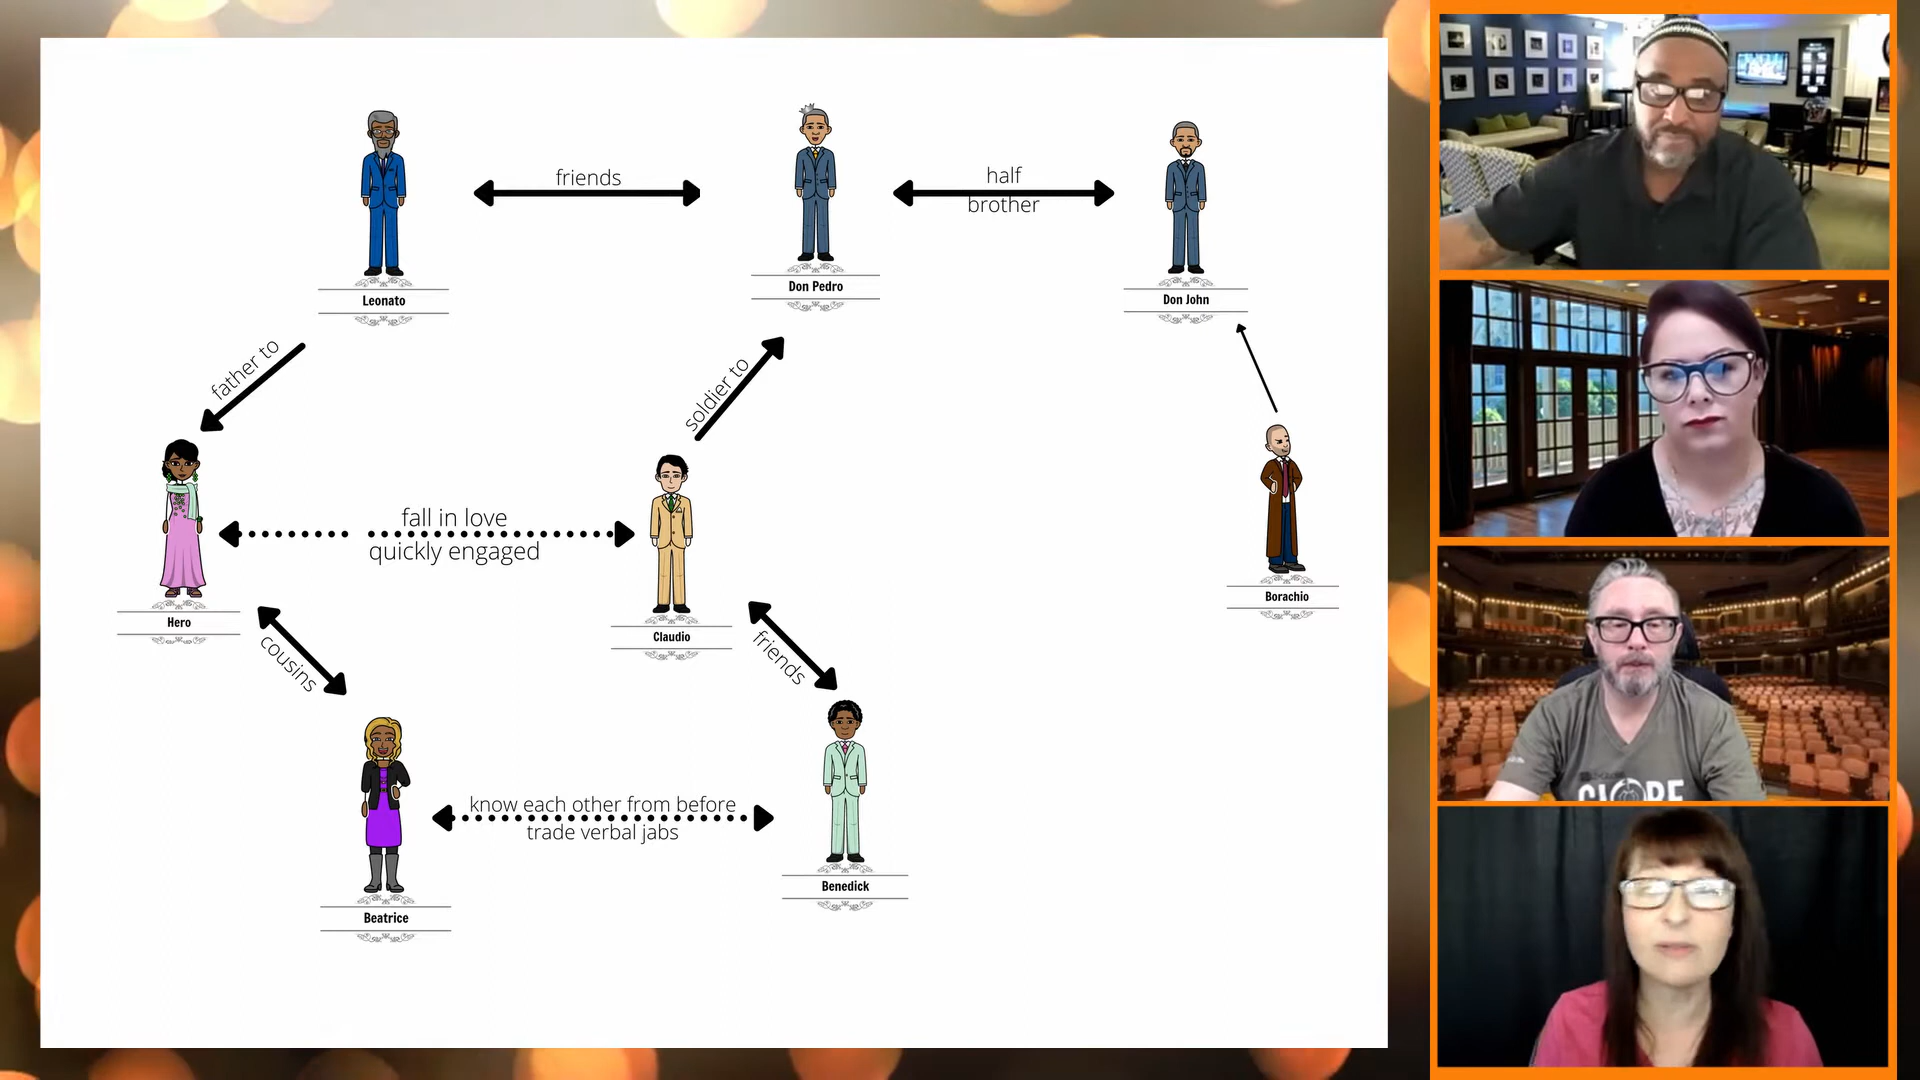 friends
half
brother
Leonato
Don Pedro
Don John
father to
soldier to
fall in love
quickly engaged
Hero
Claudio
Borachio
cousins
friends
know each other from before
trade verbal jabs
Beatrice
Benedick
GLOBE